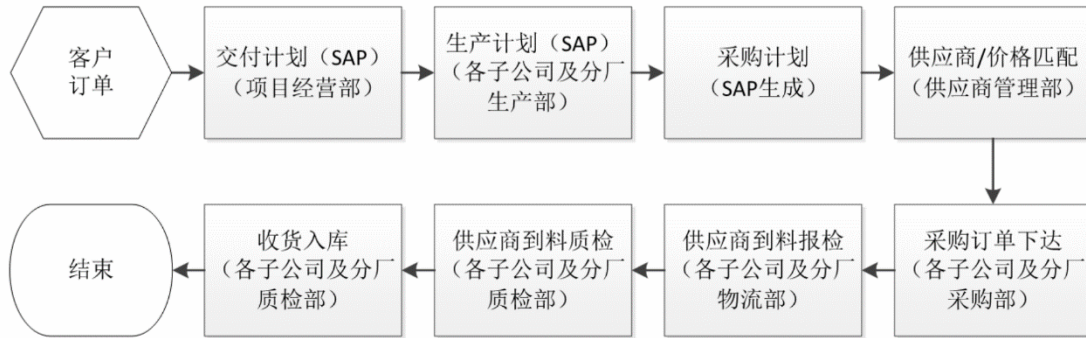 客户
订单
交付计划（SAP）
（项目经营部）
生产计划（SAP）
（各子公司及分厂
生产部）
采购计划
（SAP生成）
供应商/价格匹配
（供应商管理部）
采购订单下达
（各子公司及分厂
采购部）
供应商到料报检
（各子公司及分厂
物流部）
供应商到料质检
（各子公司及分厂
质检部）
收货入库
（各子公司及分厂
质检部）
结束